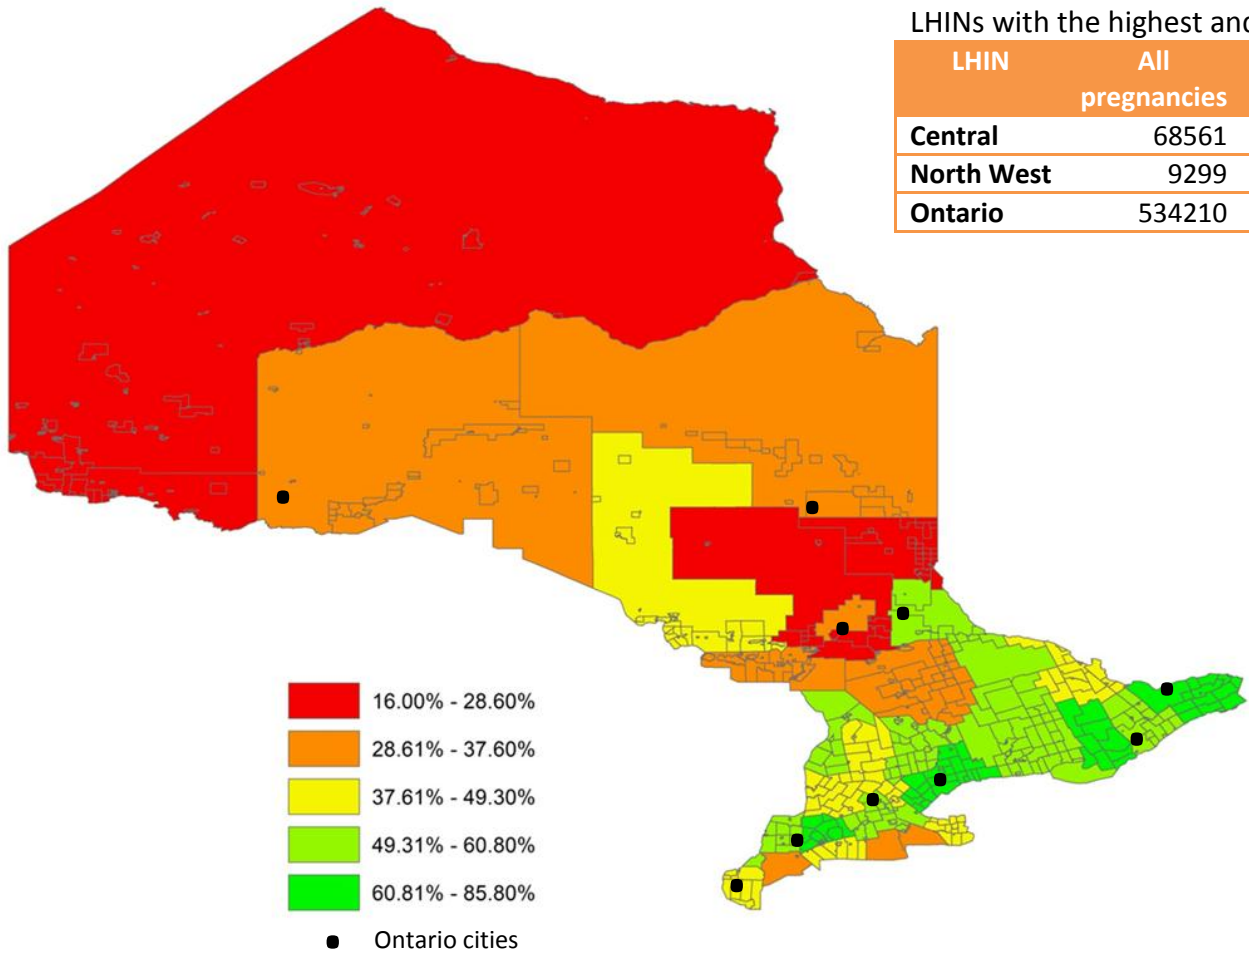 LHINs with the highest and
LHIN All
pregnancies
Central 68561
North West 9299
Ontario 534210
16.00% - 28.60%
28.61% - 37.60%
37.61% - 49.30%
49.31% - 60.80%
60.81% - 85.80%
Ontario cities